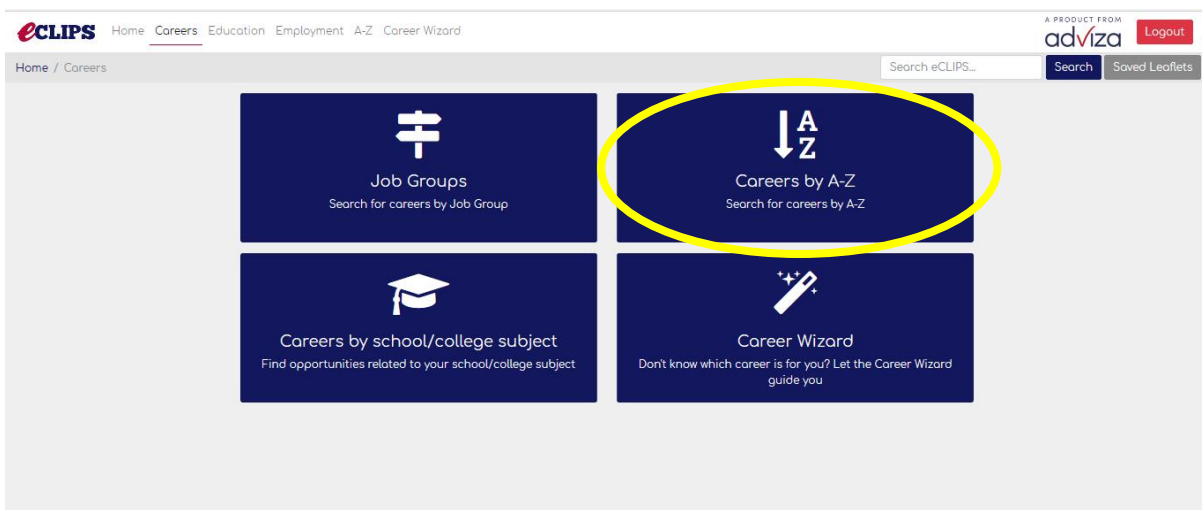 eCLIPS Home Careers Education Employment A-Z Career Wizard
A PRODUCT FROM
adviza
Logout
Home / Careers
Search eCLIPS...
Search
Saved Leaflets
Job Groups
Search for careers by Job Group
A
Z
Careers by A-Z
Search for careers by A-Z
Careers by school/college subject
Find opportunities related to your school/college subject
Career Wizard
Don't know which career is for you? Let the Career Wizard
guide you